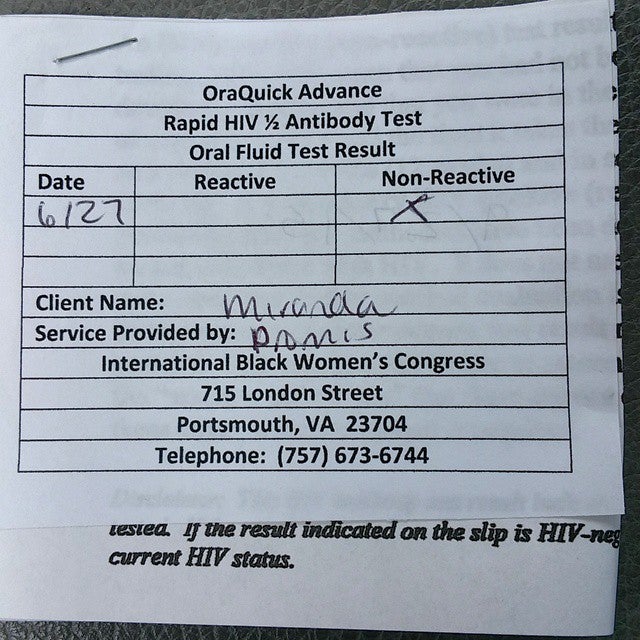 OraQuick Advance
Rapid HIV ½ Antibody Test
Oral Fluid Test Result
Date Reactive Non-Reactive
6/27 X
Client Name: Miranda
Service Provided by:
International Black Women's Congress
715 London Street
Portsmouth, VA 23704
Telephone: (757) 673-6744
tested. If the result indicated on the slip is HIV-neg
current HIV status.